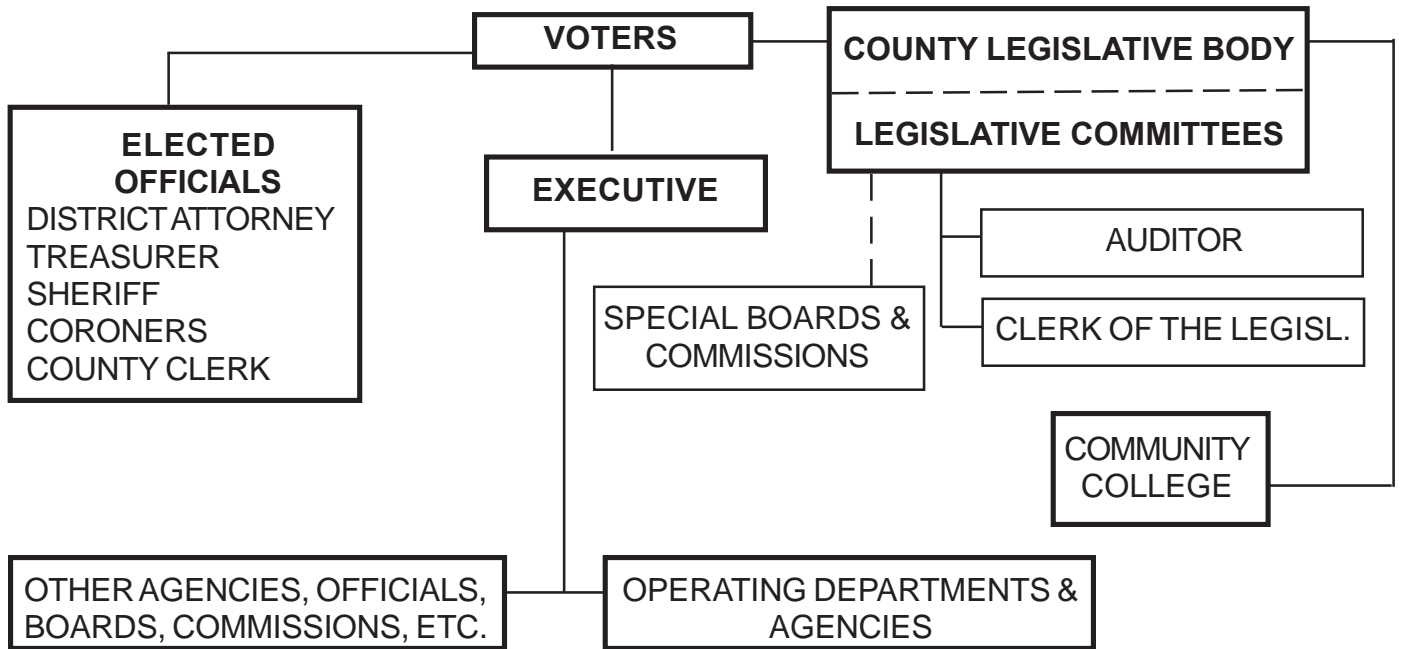 VOTERS
COUNTY LEGISLATIVE BODY
LEGISLATIVE COMMITTEES
ELECTED
OFFICIALS
DISTRICT ATTORNEY
TREASURER
SHERIFF
CORONERS
COUNTY CLERK
EXECUTIVE
AUDITOR
SPECIAL BOARDS &
COMMISSIONS
CLERK OF THE LEGISL.
COMMUNITY
COLLEGE
OTHER AGENCIES, OFFICIALS,
BOARDS, COMMISSIONS, ETC.
OPERATING DEPARTMENTS &
AGENCIES